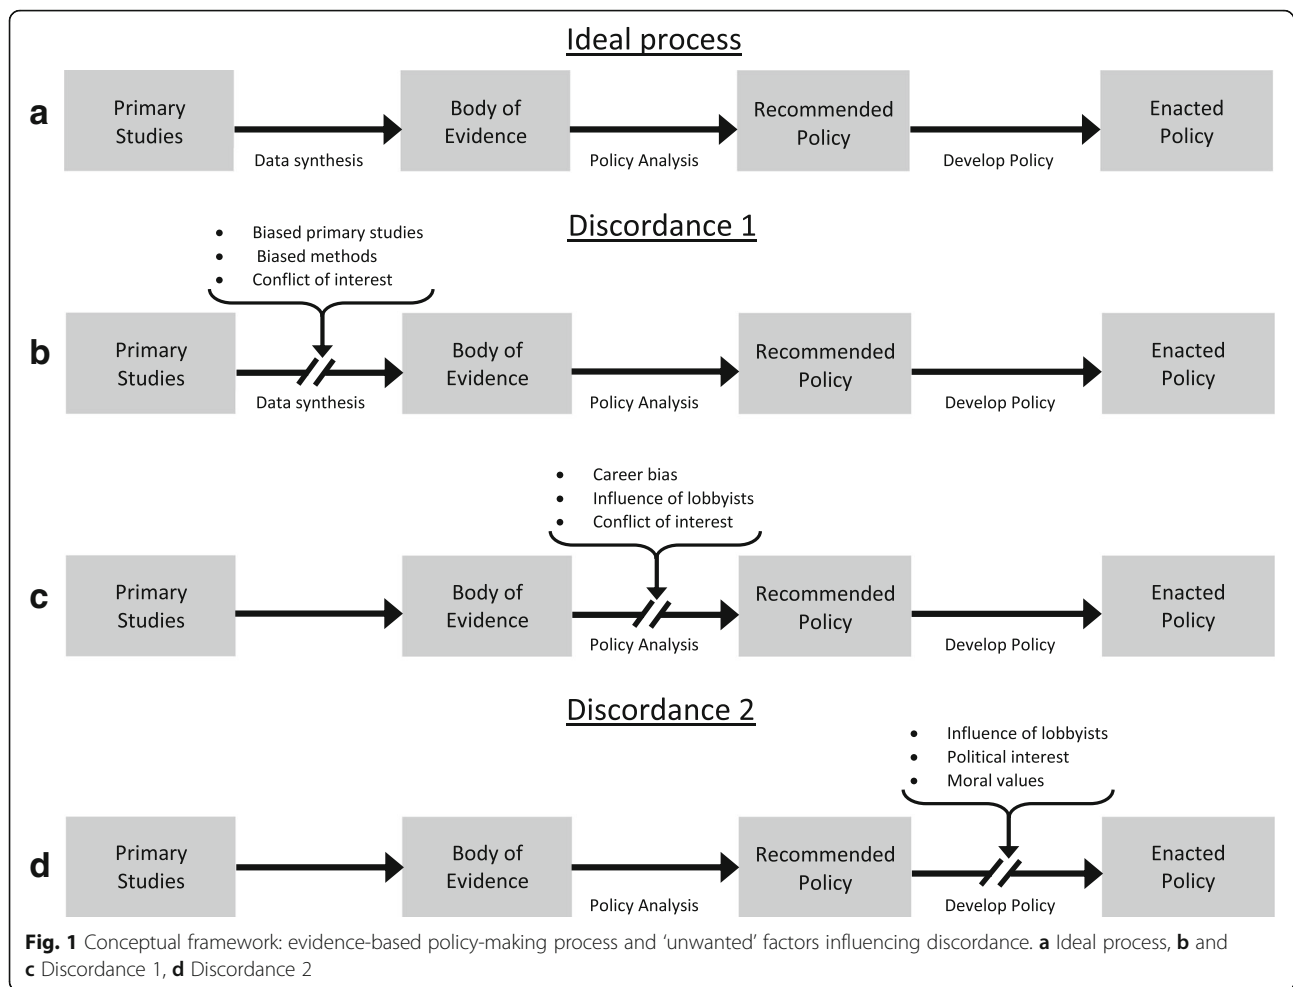 Ideal process
a
Primary
Studies
Data synthesis
Body of
Evidence
Policy Analysis
Recommended
Policy
Develop Policy
Enacted
Policy
Discordance 1
• Biased primary studies
• Biased methods
• Conflict of interest
b
Primary
Studies
Data synthesis
Body of
Evidence
Policy Analysis
Recommended
Policy
Develop Policy
Enacted
Policy
• Career bias
• Influence of lobbyists
• Conflict of interest
c
Primary
Studies
Body of
Evidence
Policy Analysis
Recommended
Policy
Develop Policy
Enacted
Policy
Discordance 2
• Influence of lobbyists
• Political interest
• Moral values
d
Primary
Studies
Body of
Evidence
Policy Analysis
Recommended
Policy
Develop Policy
Enacted
Policy
Fig. 1 Conceptual framework: evidence-based policy-making process and ‘unwanted’ factors influencing discordance. a Ideal process, b and
c Discordance 1, d Discordance 2